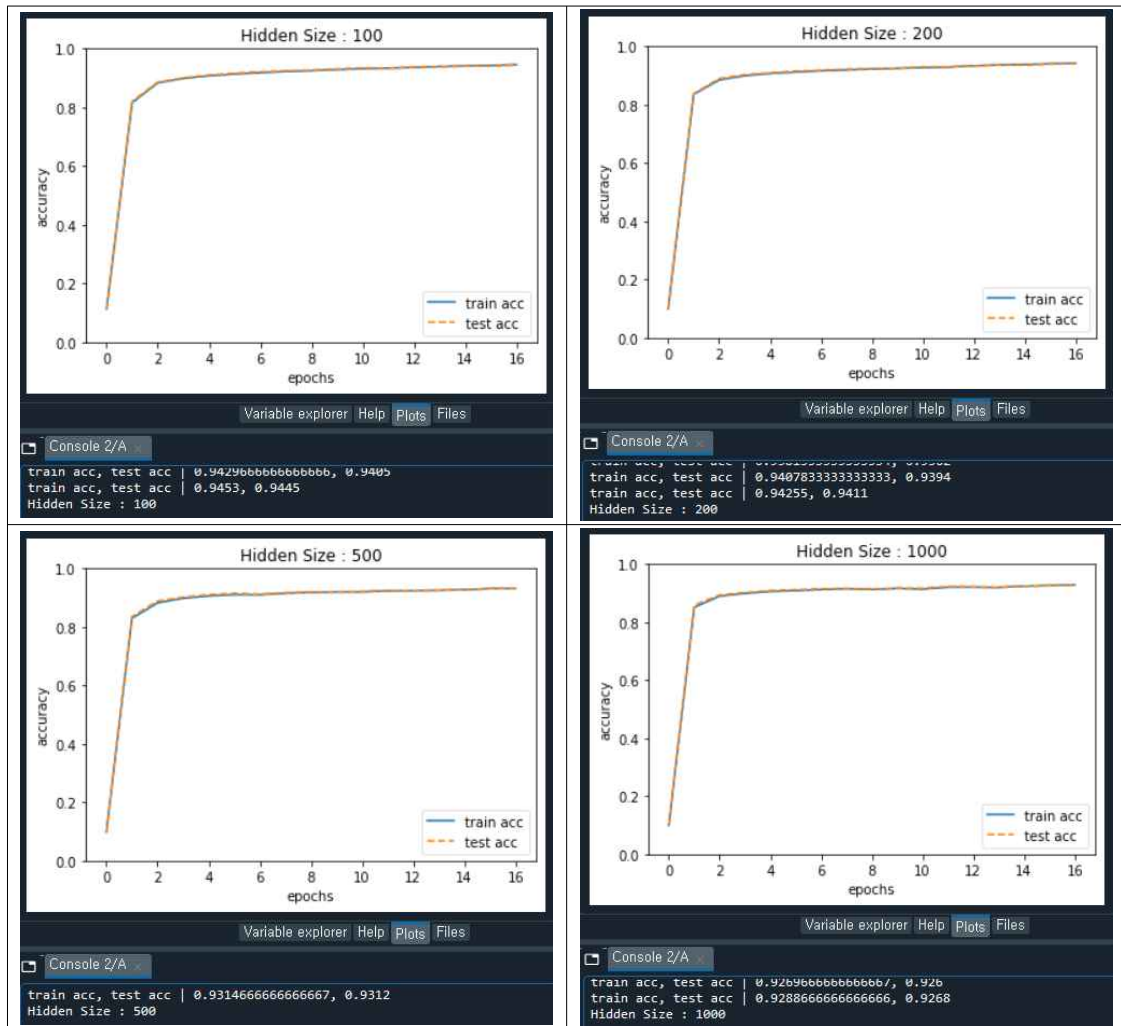 Hidden Size : 100
1.0
0.8
0.6
0.4
0.2
0.0
accuracy
train acc
test acc
0 2 4 6 8 10 12 14 16
epochs
Variable explorer Help Plots Files
Console 2/A
train acc, test acc | 0.9429666666666666, 0.9405
train acc, test acc | 0.9453, 0.9445
Hidden Size : 100
Hidden Size : 200
1.0
0.8
0.6
0.4
0.2
0.0
accuracy
train acc
test acc
0 2 4 6 8 10 12 14 16
epochs
Variable explorer Help Plots Files
Console 2/A
train acc, test acc | 0.9407833333333333, 0.9394
train acc, test acc | 0.94255, 0.9411
Hidden Size : 200
Hidden Size : 500
1.0
0.8
0.6
0.4
0.2
0.0
accuracy
train acc
test acc
0 2 4 6 8 10 12 14 16
epochs
Variable explorer Help Plots Files
Console 2/A
train acc, test acc | 0.9314666666666667, 0.9312
Hidden Size : 500
Hidden Size : 1000
1.0
0.8
0.6
0.4
0.2
0.0
accuracy
train acc
test acc
0 2 4 6 8 10 12 14 16
epochs
Variable explorer Help Plots Files
Console 2/A
train acc, test acc | 0.9269666666666667, 0.926
train acc, test acc | 0.9288666666666666, 0.9268
Hidden Size : 1000